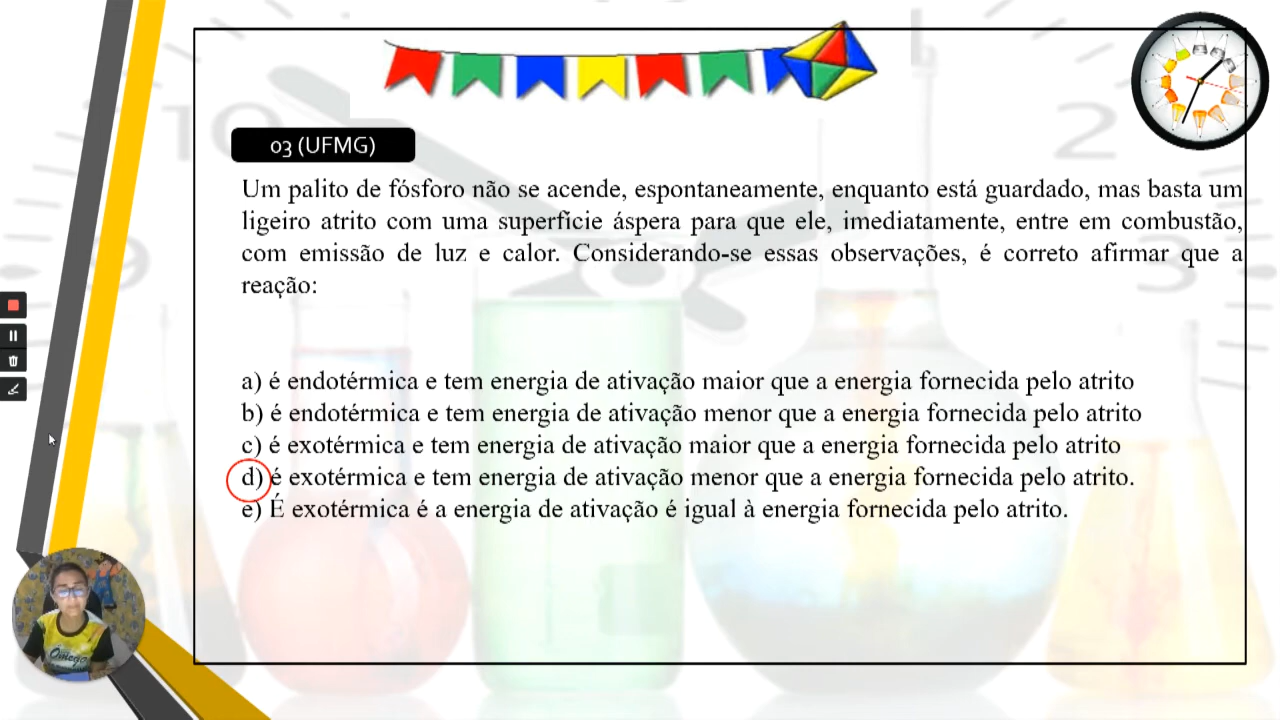 03 (UFMG)
Um palito de fósforo não se acende, espontaneamente, enquanto está guardado, mas basta um
ligeiro atrito com uma superfície áspera para que ele, imediatamente, entre em combustão,
com emissão de luz e calor. Considerando-se essas observações, é correto afirmar que a
reação:
a) é endotérmica e tem energia de ativação maior que a energia fornecida pelo atrito
b) é endotérmica e tem energia de ativação menor que a energia fornecida pelo atrito
c) é exotérmica e tem energia de ativação maior que a energia fornecida pelo atrito
d) é exotérmica e tem energia de ativação menor que a energia fornecida pelo atrito.
e) É exotérmica é a energia de ativação é igual à energia fornecida pelo atrito.
10
2
9
3
Omega